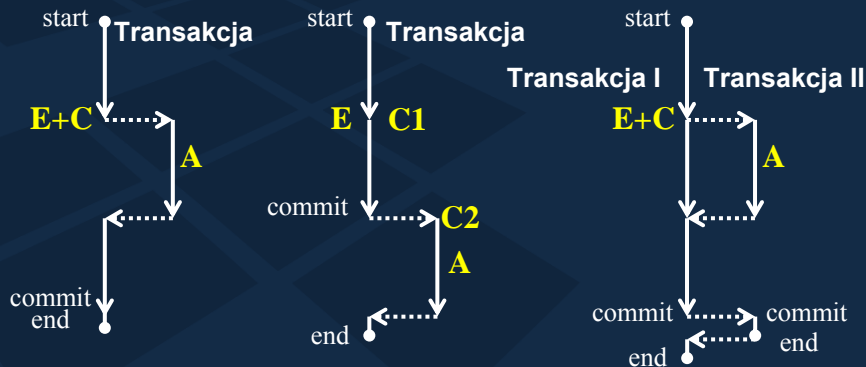 start
Transakcja
E+C
A
commit
end
start
Transakcja
E C1
commit
C2
A
end
start
Transakcja I Transakcja II
E+C
A
commit commit
end
end